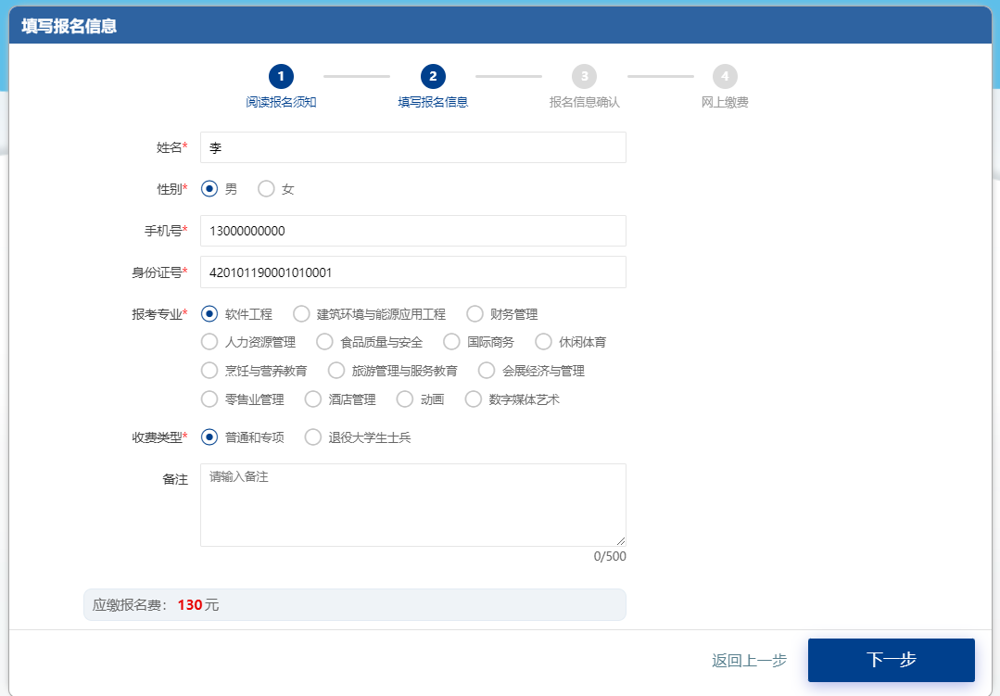 填写报名信息
1 2 3 4
阅读报名须知 填写报名信息 报名信息确认 网上缴费
姓名* 李
性别* 男 女
手机号* 13000000000
身份证号* 420101190001010001
报考专业* 软件工程 建筑环境与能源应用工程 财务管理
人力资源管理 食品质量与安全 国际商务 休闲体育
烹饪与营养教育 旅游管理与服务教育 会展经济与管理
零售业管理 酒店管理 动画 数字媒体艺术
收费类型* 普通和专项 退役大学生士兵
备注 请输入备注
0/500
应缴报名费： 130元
返回上一步 下一步